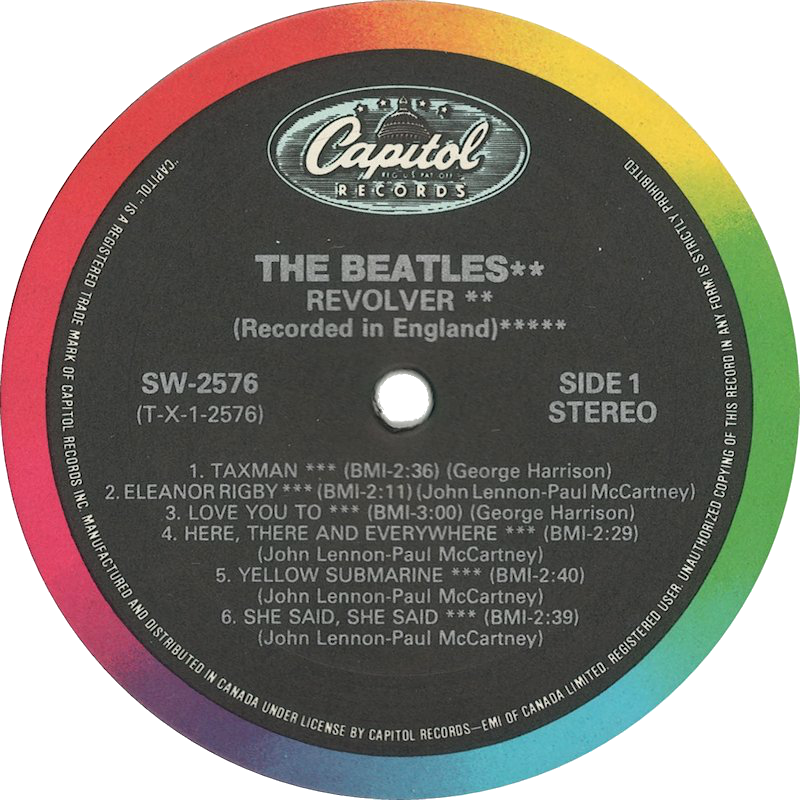 Capitol
REG. U.S. PAT. OFF.
RECORDS
THE BEATLES**
REVOLVER **
(Recorded in England)*****
SW-2576
(T-X-1-2576)
SIDE 1
STEREO
1. TAXMAN *** (BMI-2:36) (George Harrison)
2. ELEANOR RIGBY *** (BMI-2:11) (John Lennon-Paul McCartney)
3. LOVE YOU TO *** (BMI-3:00) (George Harrison)
4. HERE, THERE AND EVERYWHERE *** (BMI-2:29)
(John Lennon-Paul McCartney)
5. YELLOW SUBMARINE *** (BMI-2:40)
(John Lennon-Paul McCartney)
6. SHE SAID, SHE SAID *** (BMI-2:39)
(John Lennon-Paul McCartney)
"CAPITOL" IS A REGISTERED TRADE MARK OF CAPITOL RECORDS INC. MANUFACTURED AND DISTRIBUTED IN CANADA UNDER LICENSE BY CAPITOL RECORDS—EMI OF CANADA LIMITED. REGISTERED USER. UNAUTHORIZED COPYING OF THIS RECORD IN ANY FORM IS STRICTLY PROHIBITED.